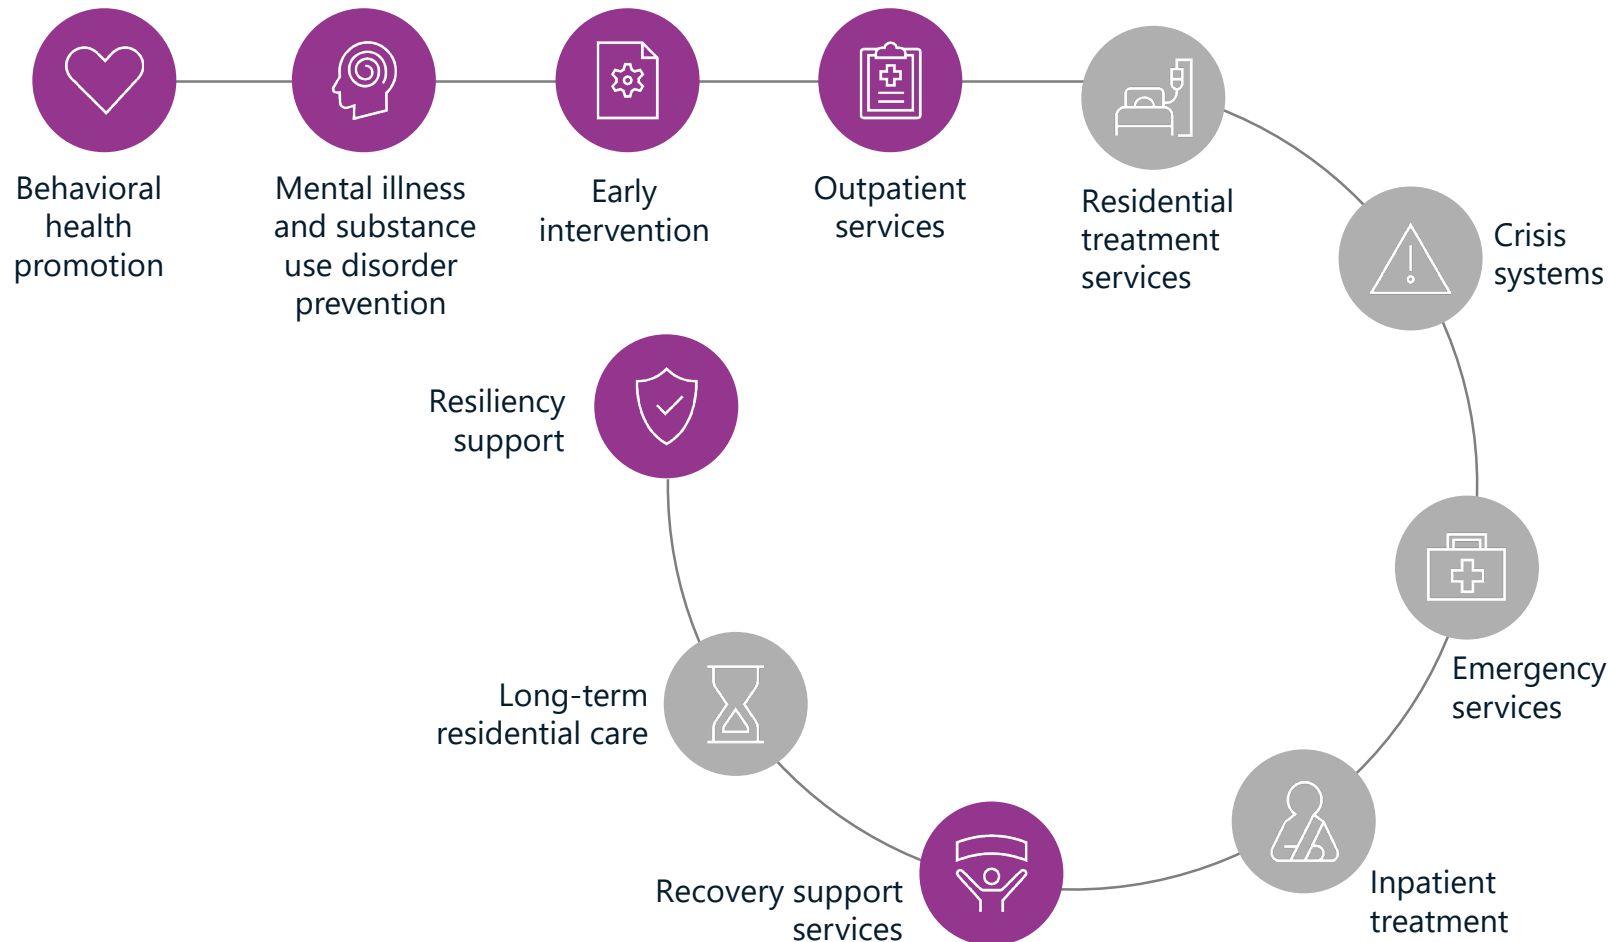 Behavioral
health
promotion
Mental illness
and substance
use disorder
prevention
Early
intervention
Outpatient
services
Residential
treatment
services
Crisis
systems
Emergency
services
Inpatient
treatment
Recovery support
services
Long-term
residential care
Resiliency
support